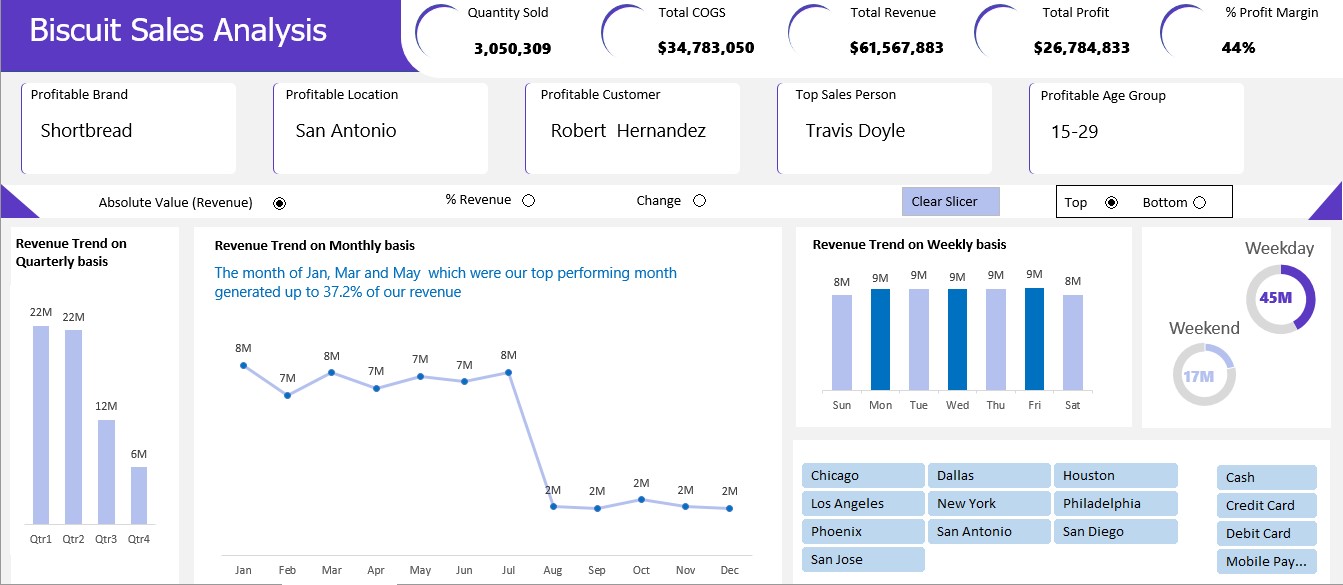 Biscuit Sales Analysis
Quantity Sold
3,050,309
Total COGS
$34,783,050
Total Revenue
$61,567,883
Total Profit
$26,784,833
% Profit Margin
44%
Profitable Brand
Shortbread
Profitable Location
San Antonio
Profitable Customer
Robert  Hernandez
Top Sales Person
Travis Doyle
Profitable Age Group
15-29
Absolute Value (Revenue)
% Revenue
Change
Clear Slicer
Top
Bottom
Revenue Trend on
Quarterly basis
22M
22M
12M
6M
Qtr1
Qtr2
Qtr3
Qtr4
Revenue Trend on Monthly basis
The month of Jan, Mar and May  which were our top performing month
generated up to 37.2% of our revenue
8M
7M
8M
7M
7M
7M
8M
2M
2M
2M
2M
2M
Jan
Feb
Mar
Apr
May
Jun
Jul
Aug
Sep
Oct
Nov
Dec
Revenue Trend on Weekly basis
8M
9M
9M
9M
9M
9M
8M
Sun
Mon
Tue
Wed
Thu
Fri
Sat
Weekday
45M
Weekend
17M
Chicago
Dallas
Houston
Los Angeles
New York
Philadelphia
Phoenix
San Antonio
San Diego
San Jose
Cash
Credit Card
Debit Card
Mobile Pay...